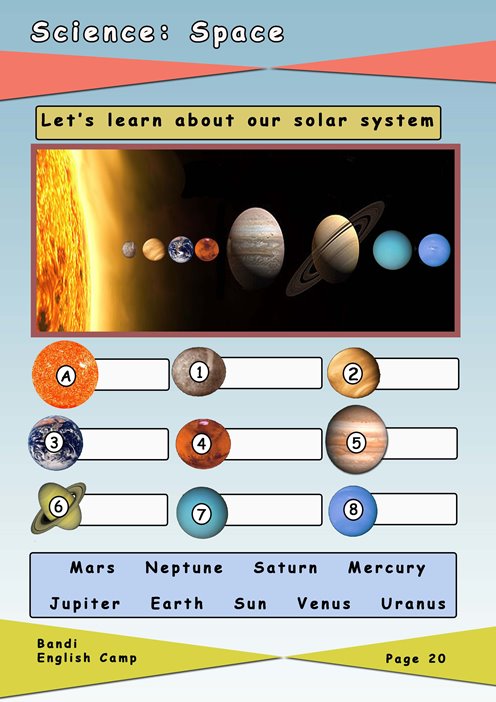 Science: Space
Let's learn about our solar system
A 1 2
3 4 5
6 7 8
Mars Neptune Saturn Mercury
Jupiter Earth Sun Venus Uranus
Bandi
English Camp
Page 20